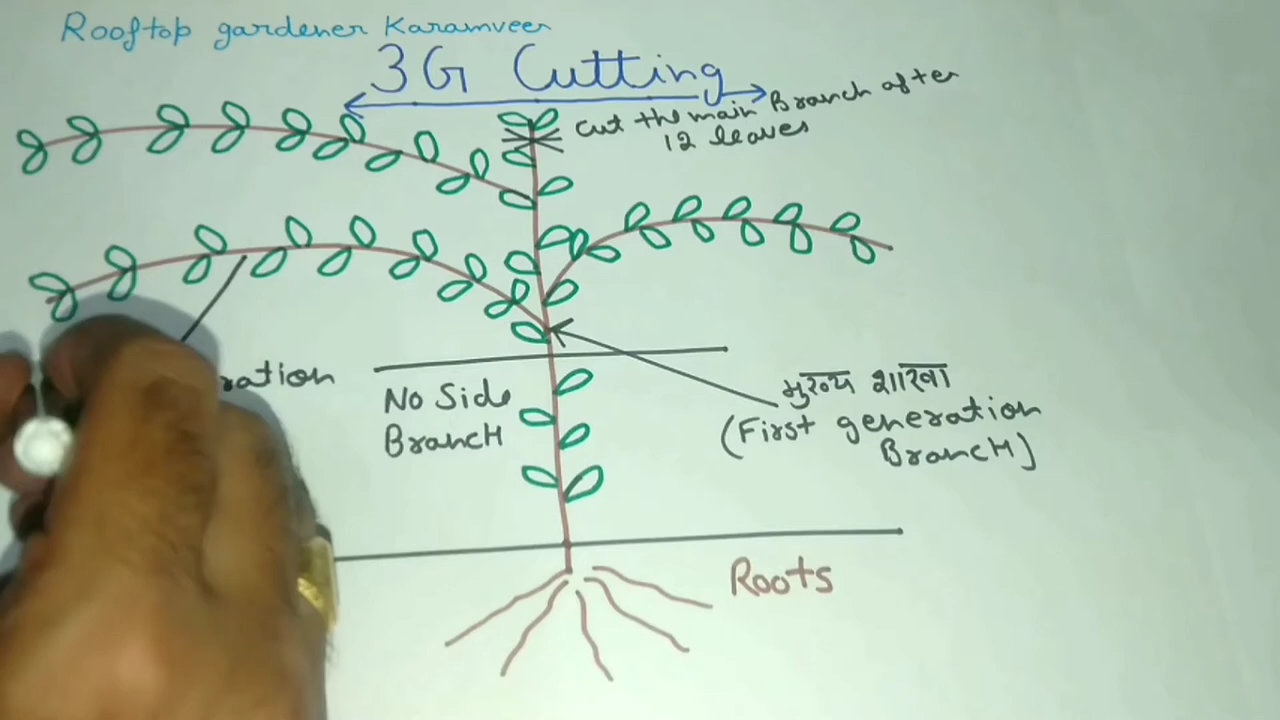 Rooftop gardener Karamveer
3G Cutting
Cut the main Branch after
12 leaves
No Side
Branch
मुख्य शाखा
(First generation
Branch)
Roots